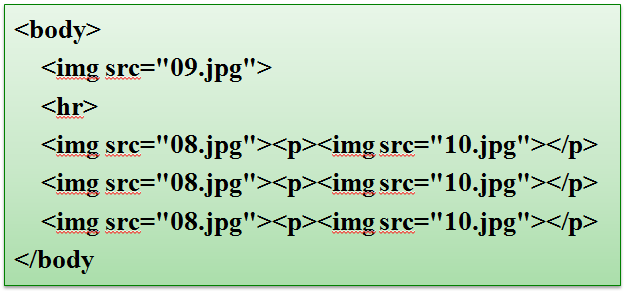 <body>
<img src="09.jpg">
<hr>
<img src="08.jpg"><p><img src="10.jpg"></p>
<img src="08.jpg"><p><img src="10.jpg"></p>
<img src="08.jpg"><p><img src="10.jpg"></p>
</body